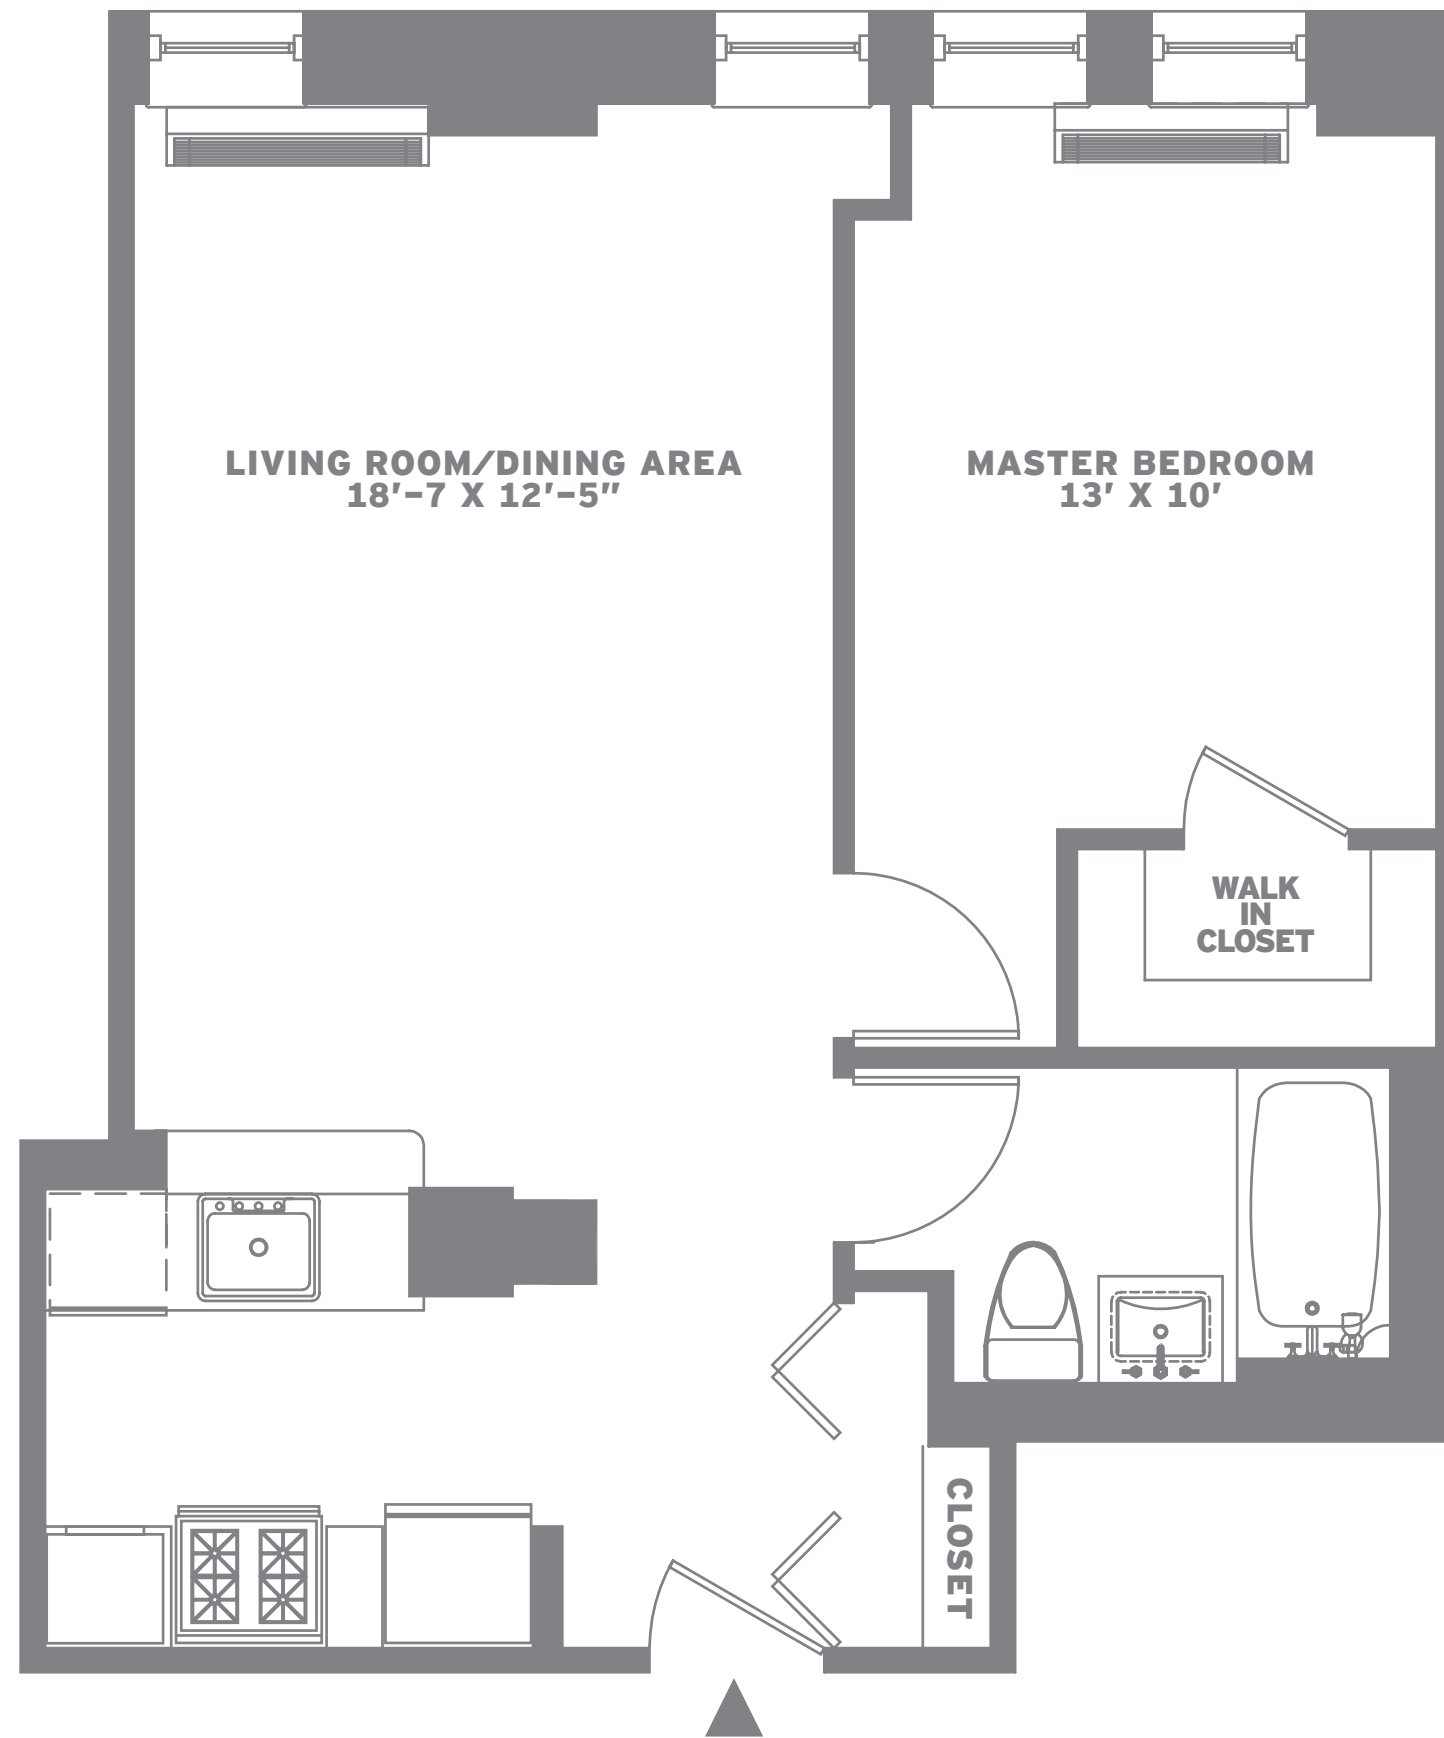 LIVING ROOM/DINING AREA
18'-7 X 12'-5"
MASTER BEDROOM
13' X 10'
WALK
IN
CLOSET
CLOSET